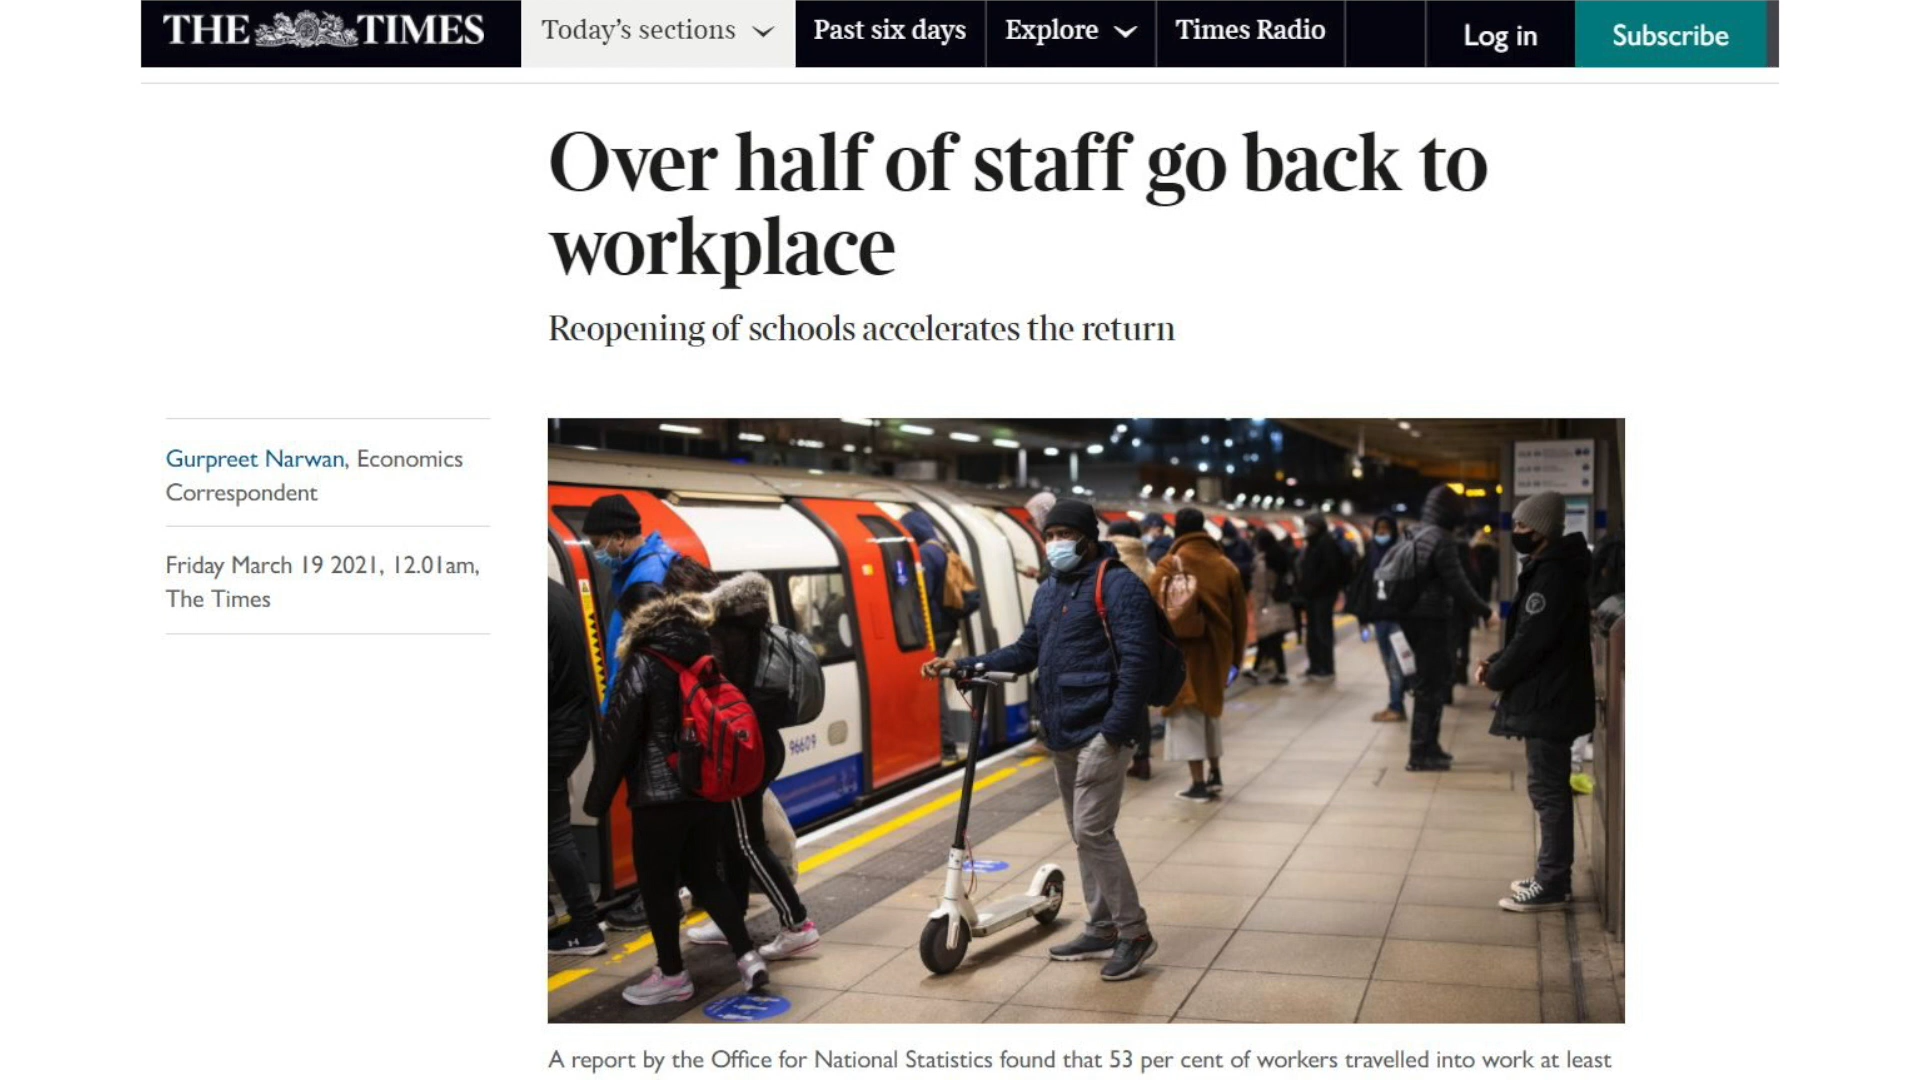 THE TIMES
Today's sections
Past six days
Explore
Times Radio
Log in
Subscribe
Over half of staff go back to
workplace
Reopening of schools accelerates the return
Gurpreet Narwan, Economics
Correspondent
Friday March 19 2021, 12.01am,
The Times
96609
A report by the Office for National Statistics found that 53 per cent of workers travelled into work at least